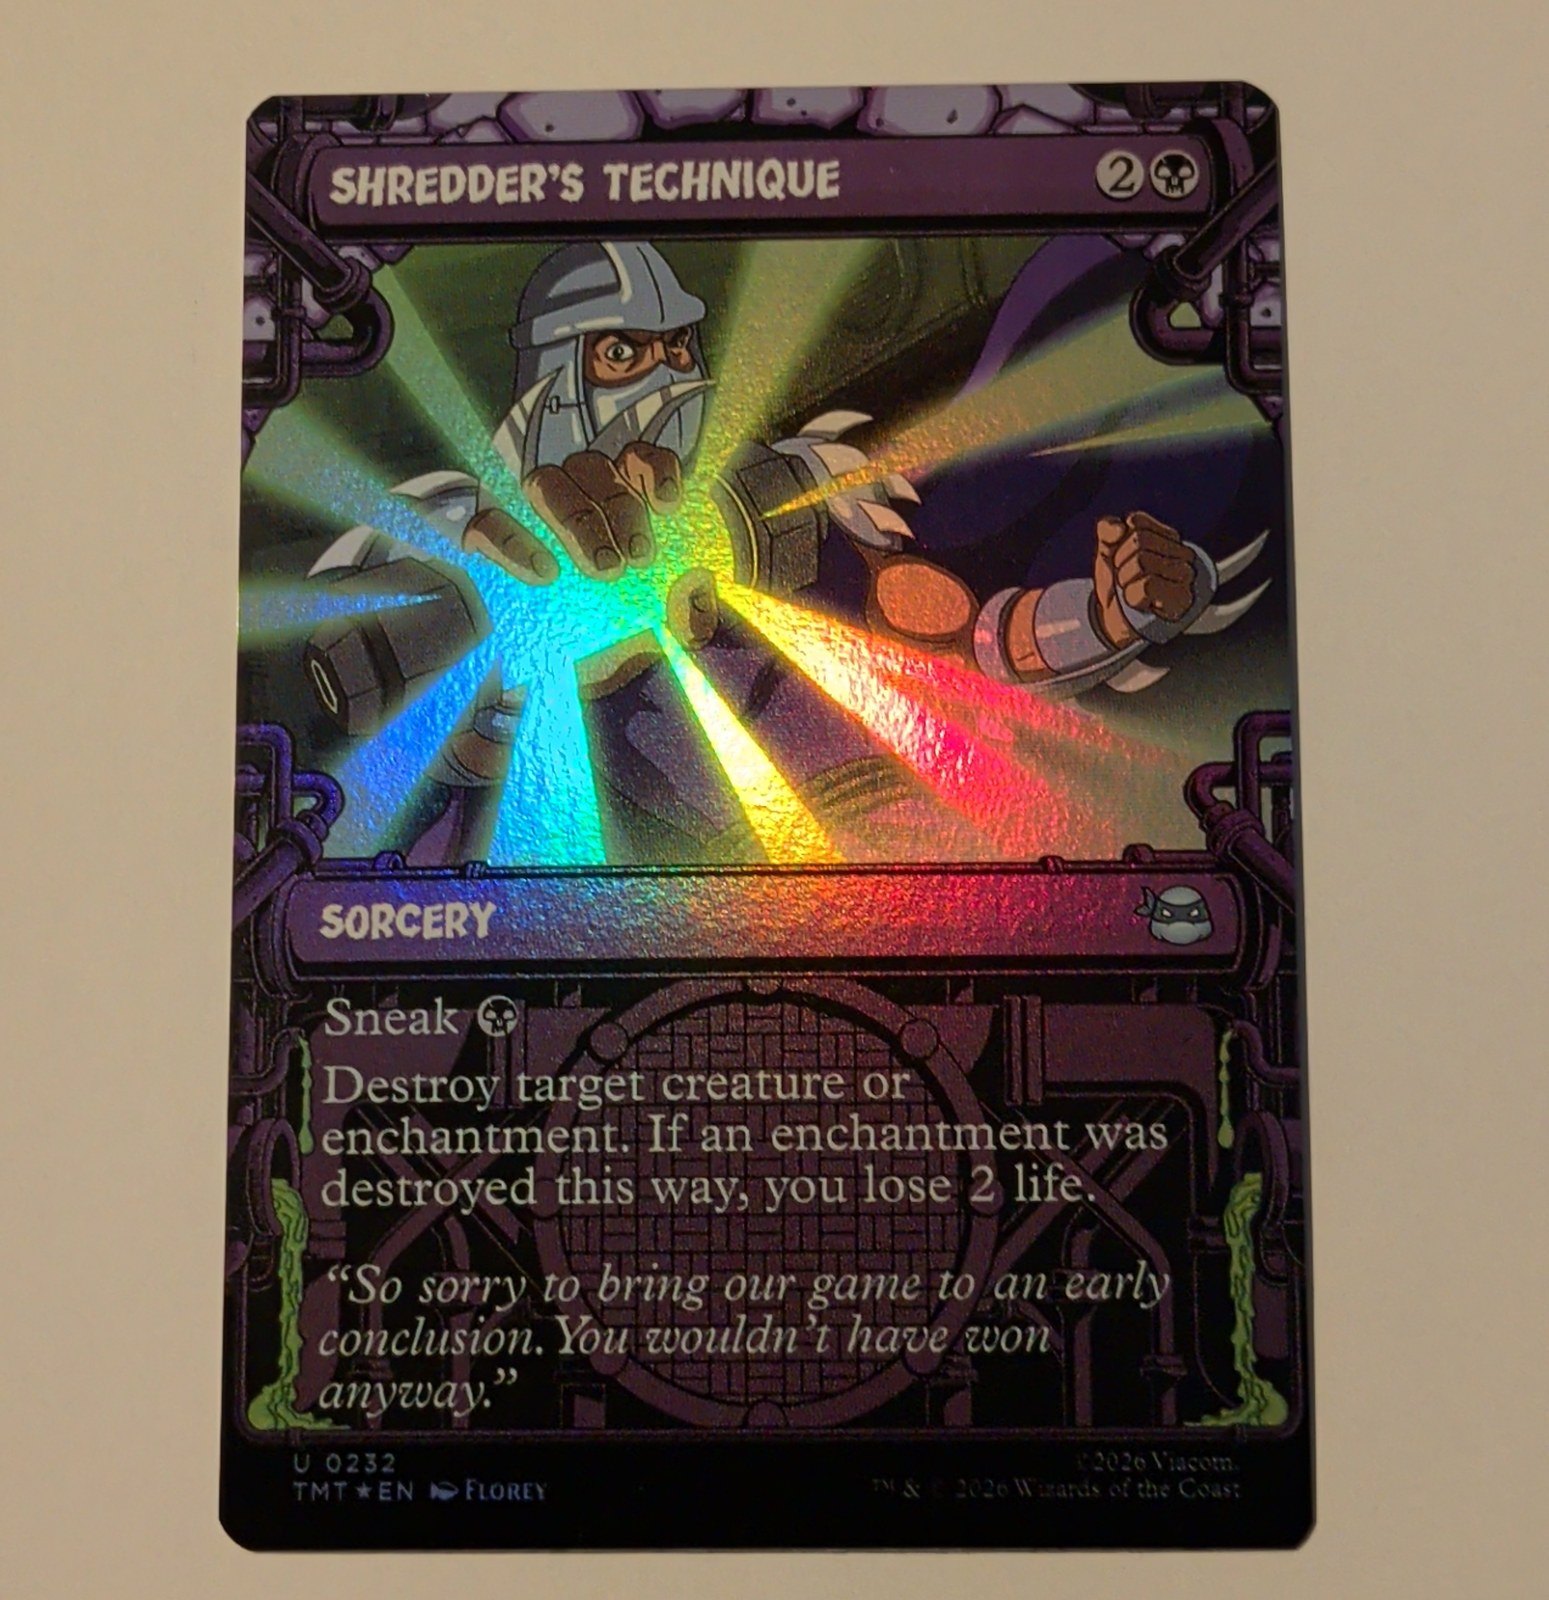 SHREDDER'S TECHNIQUE 2
SORCERY
Sneak
Destroy target creature or
enchantment. If an enchantment was
destroyed this way, you lose 2 life.
“So sorry to bring our game to an early
conclusion. You wouldn’t have won
anyway.”
U 0232
TMT★EN FLOREY
©2026 Viacom.
™ & © 2026 Wizards of the Coast